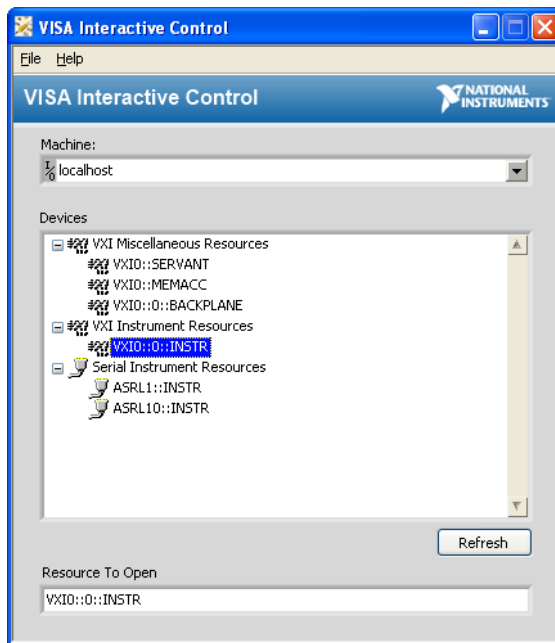 VISA Interactive Control
File Help
VISA Interactive Control
NATIONAL
INSTRUMENTS
Machine:
I/O localhost
Devices
VXI Miscellaneous Resources
VXI0::SERVANT
VXI0::MEMACC
VXI0::0::BACKPLANE
VXI Instrument Resources
VXI0::0::INSTR
Serial Instrument Resources
ASRL1::INSTR
ASRL10::INSTR
Refresh
Resource To Open
VXI0::0::INSTR